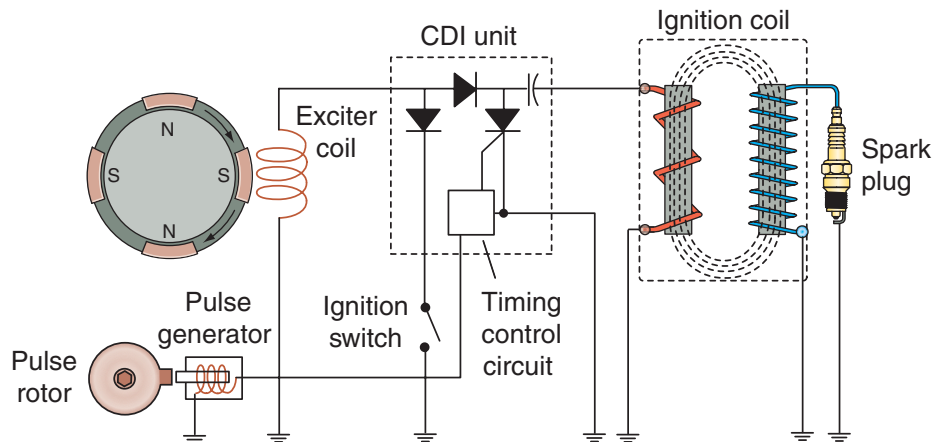 CDI unit
Ignition coil
Exciter
coil
N
S
S
N
Spark
plug
Pulse
generator
Ignition
switch
Timing
control
circuit
Pulse
rotor